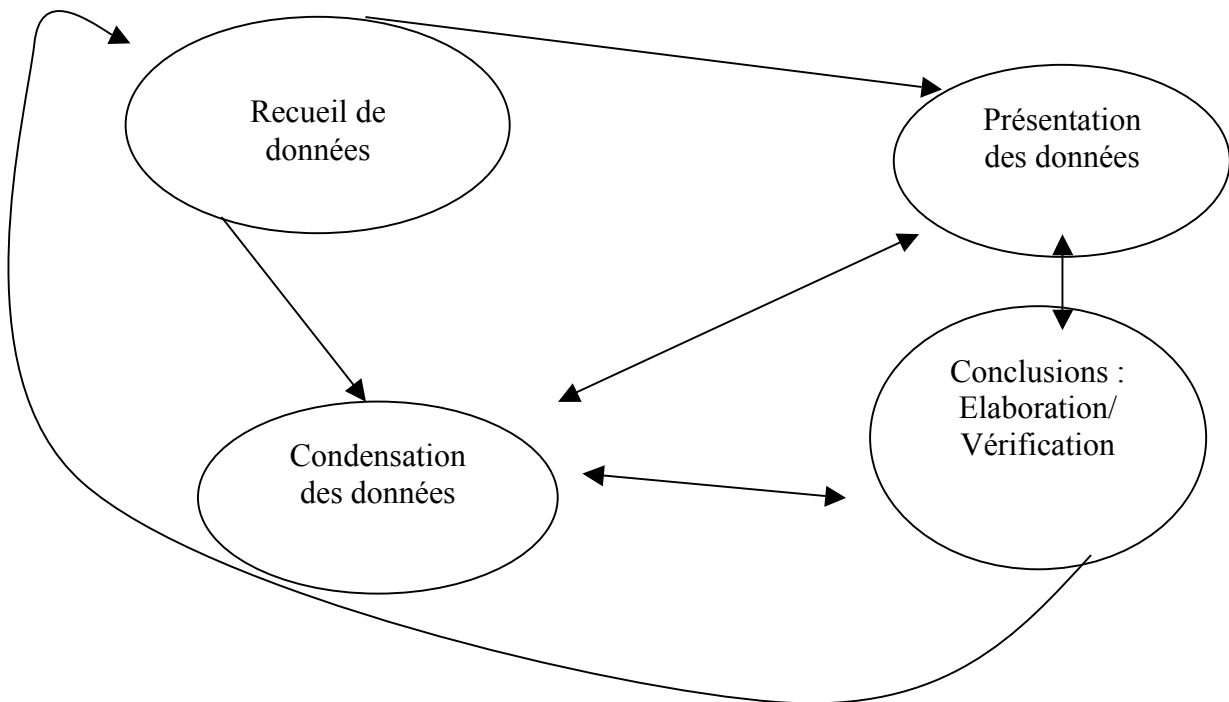 Recueil de
données
Présentation
des données
Condensation
des données
Conclusions :
Elaboration/
Vérification